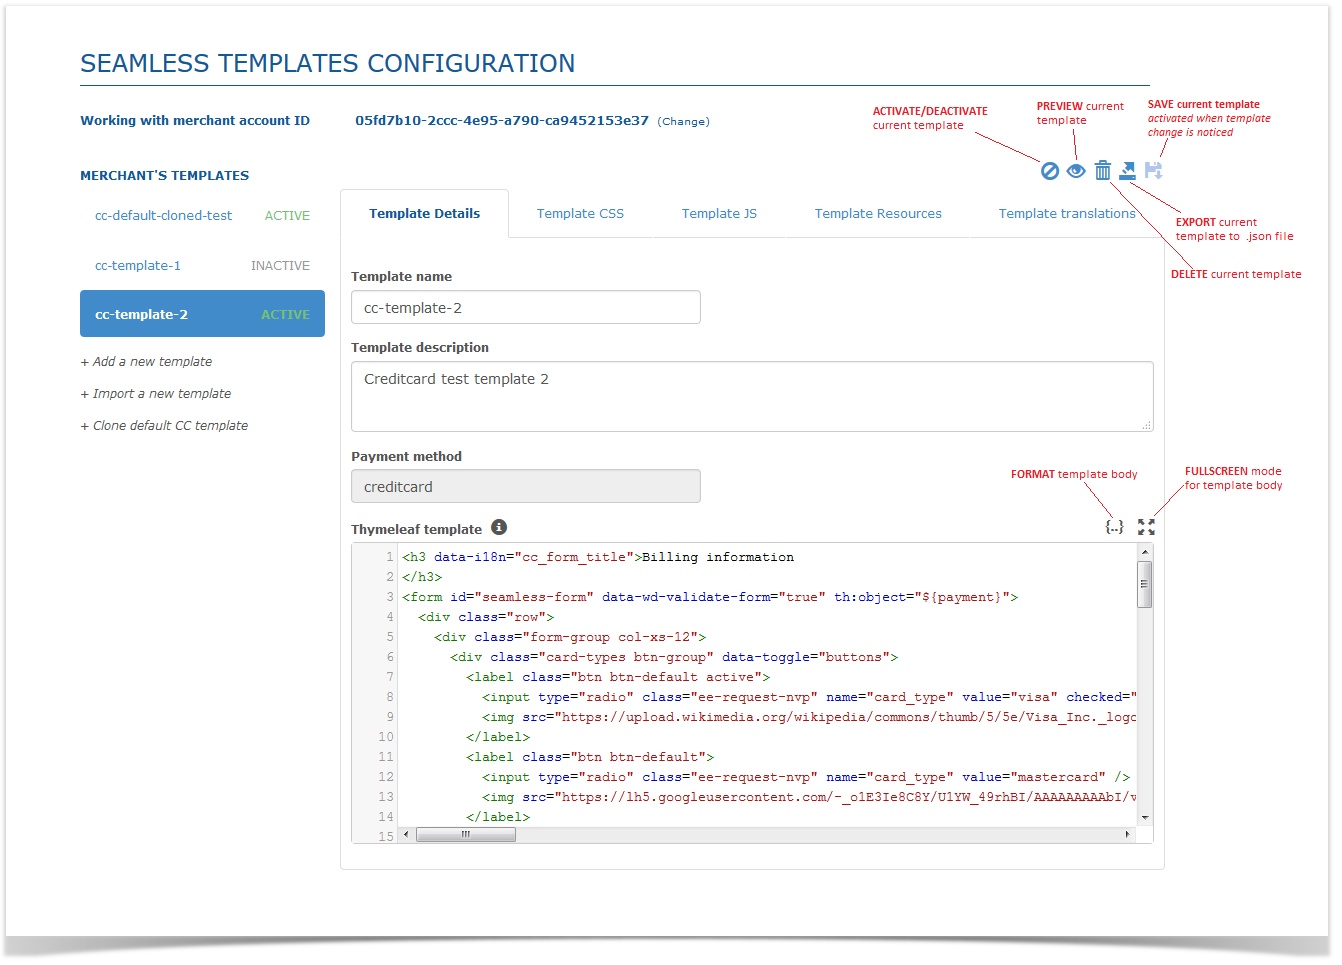 SEAMLESS TEMPLATES CONFIGURATION
Working with merchant account ID 05fd7b10-2ccc-4e95-a790-ca9452153e37 (Change)
ACTIVATE/DEACTIVATE
current template
PREVIEW current
template
SAVE current template
activated when template
change is noticed
MERCHANT'S TEMPLATES
cc-default-cloned-test ACTIVE
cc-template-1 INACTIVE
cc-template-2 ACTIVE
+ Add a new template
+ Import a new template
+ Clone default CC template
Template Details Template CSS Template JS Template Resources Template translations
EXPORT current
template to .json file
DELETE current template
Template name
cc-template-2
Template description
Creditcard test template 2
Payment method
creditcard
FORMAT template body
FULLSCREEN mode
for template body
Thymeleaf template
{..}
1 <h3 data-i18n="cc_form_title">Billing information
2 </h3>
3 <form id="seamless-form" data-wd-validate-form="true" th:object="${payment}">
4 <div class="row">
5 <div class="form-group col-xs-12">
6 <div class="card-types btn-group" data-toggle="buttons">
7 <label class="btn btn-default active">
8 <input type="radio" class="ee-request-nvp" name="card_type" value="visa" checked="
9 <img src="https://upload.wikimedia.org/wikipedia/commons/thumb/5/5e/Visa_Inc._logo
10 </label>
11 <label class="btn btn-default">
12 <input type="radio" class="ee-request-nvp" name="card_type" value="mastercard" />
13 <img src="https://lh5.googleusercontent.com/-_o1E3Ie8C8Y/U1YW_49rhBI/AAAAAAAAAbI/v
14 </label>
15